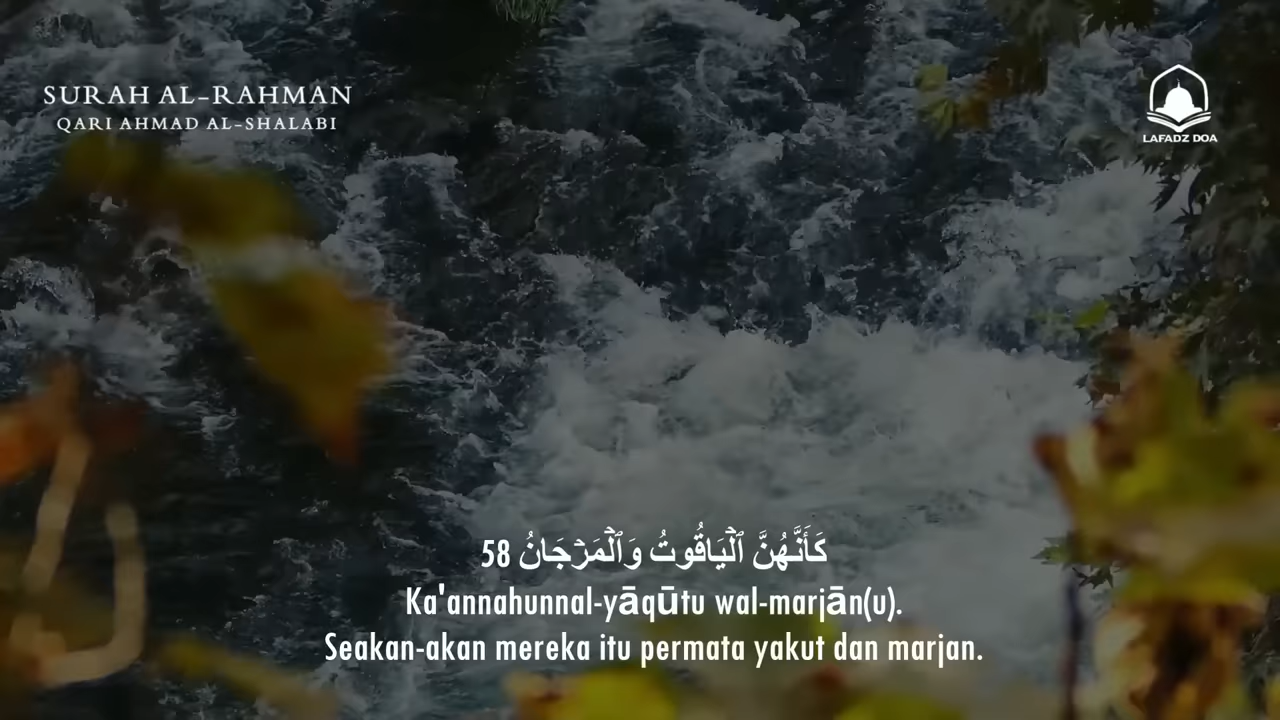 SURAH AL-RAHMAN
QARI AHMAD AL-SHALABI
LAFADZ DOA
كَأَنَّهُنَّ ٱلْيَاقُوتُ وَٱلْمَرْجَانُ 58
Ka'annahunnal-yāqūtu wal-marjān(u).
Seakan-akan mereka itu permata yakut dan marjan.